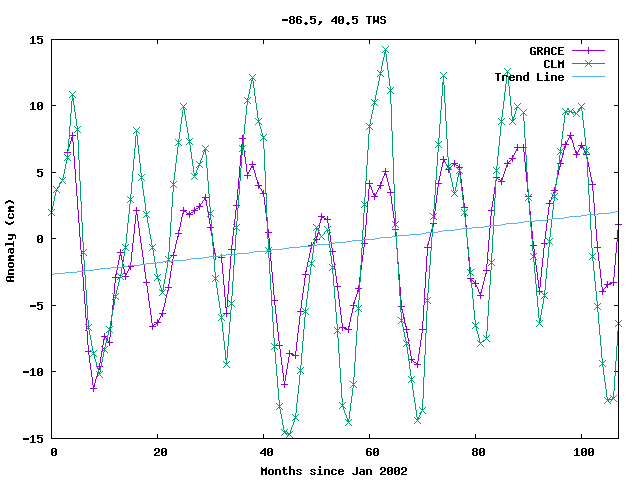 -86.5, 40.5 TWS
GRACE
CLM
Trend Line
15
10
5
0
-5
-10
-15
Anomaly (cm)
0 20 40 60 80 100
Months since Jan 2002